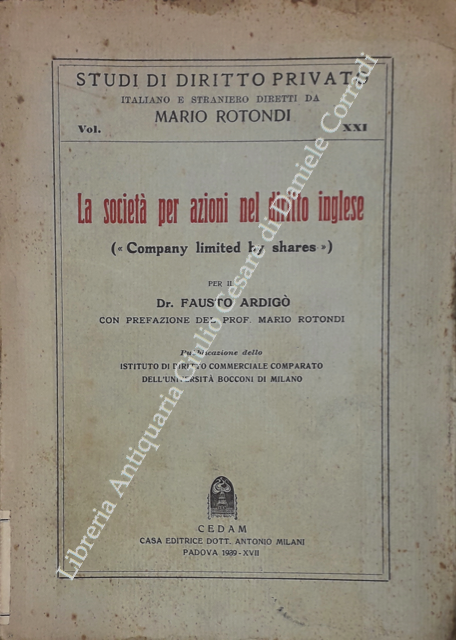 STUDI DI DIRITTO PRIVATO
ITALIANO E STRANIERO DIRETTI DA
MARIO ROTONDI
Vol. XXI
La società per azioni nel diritto inglese
(« Company limited by shares »)
PER IL
Dr. FAUSTO ARDIGÒ
CON PREFAZIONE DEL PROF. MARIO ROTONDI
Pubblicazione dello
ISTITUTO DI DIRITTO COMMERCIALE COMPARATO
DELL'UNIVERSITÀ BOCCONI DI MILANO
CEDAM
CASA EDITRICE DOTT. ANTONIO MILANI
PADOVA 1939-XVII
Libreria Antiquaria Giulio Cesare di Daniele Corradi